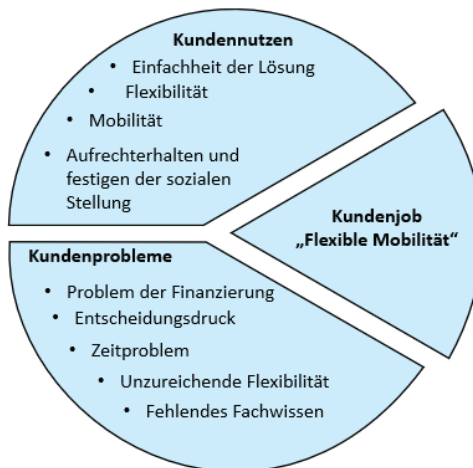 Kundennutzen
• Einfachheit der Lösung
• Flexibilität
• Mobilität
• Aufrechterhalten und
festigen der sozialen
Stellung
Kundenjob
„Flexible Mobilität“
Kundenprobleme
• Problem der Finanzierung
• Entscheidungsdruck
• Zeitproblem
• Unzureichende Flexibilität
• Fehlendes Fachwissen